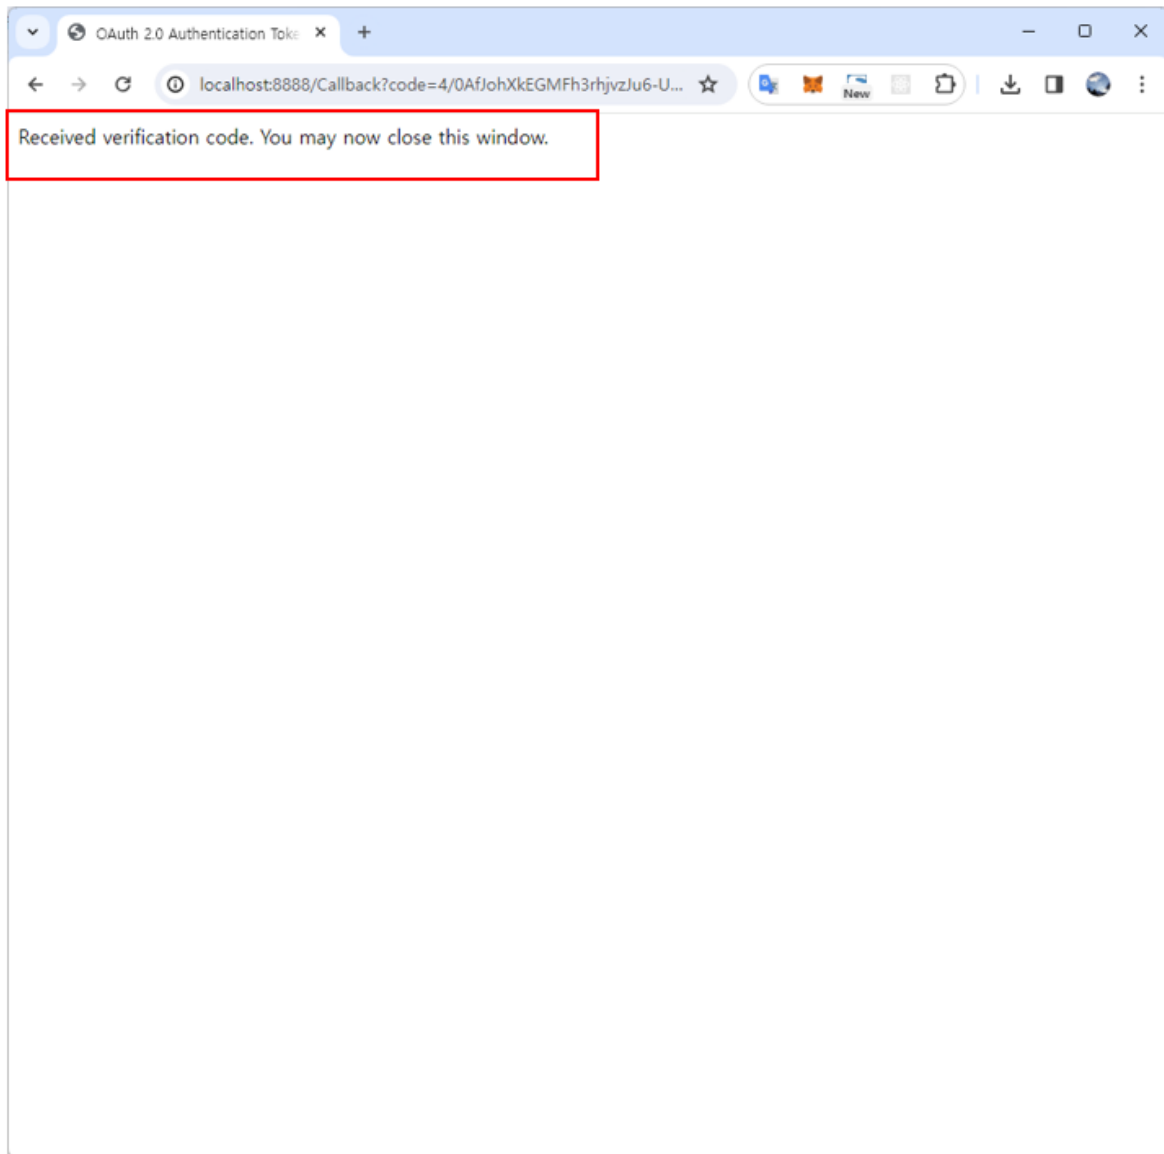 OAuth 2.0 Authentication Toke
localhost:8888/Callback?code=4/0AfJohXkEGMFh3rhjvzJu6-U...
New
Received verification code. You may now close this window.